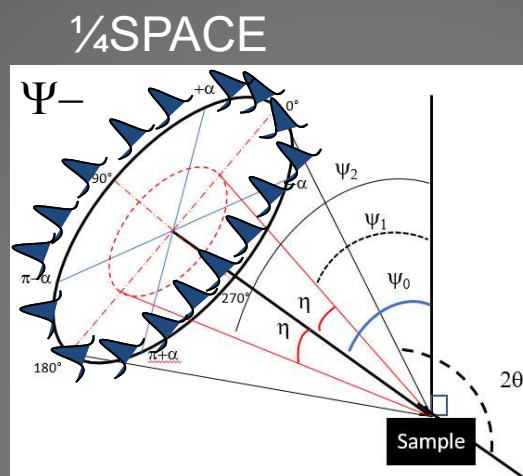 ¼SPACE
Ψ–
+α
0°
-α
90°
ψ₂
ψ₁
ψ₀
π-α
270°
η
η
180°
π+α
2θ
Sample